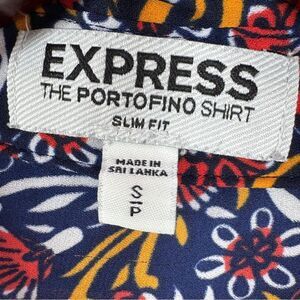 EXPRESS
THE PORTOFINO SHIRT
SLIM FIT
MADE IN
SRI LANKA
S
P